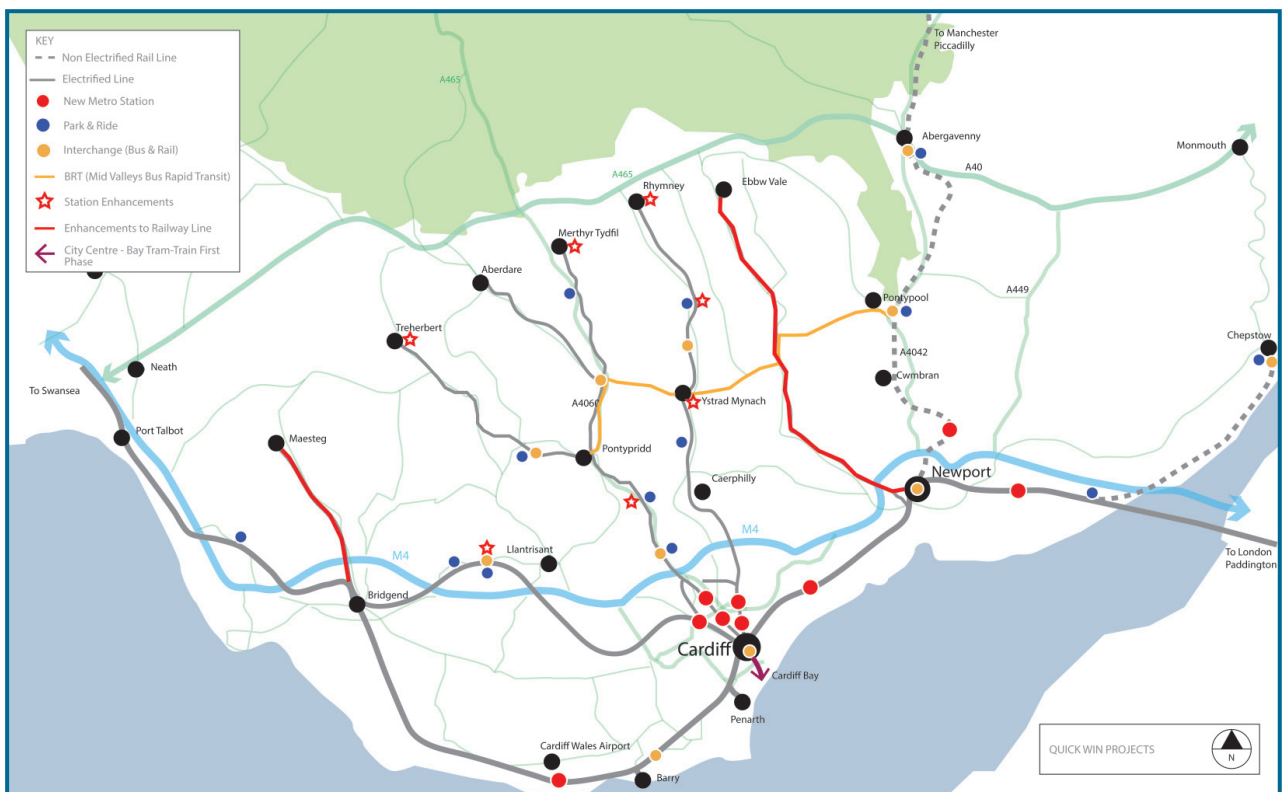 KEY
Non Electrified Rail Line
Electrified Line
New Metro Station
Park & Ride
Interchange (Bus & Rail)
BRT (Mid Valleys Bus Rapid Transit)
Station Enhancements
Enhancements to Railway Line
City Centre - Bay Tram-Train First
Phase
To Manchester
Piccadilly
A465
Abergavenny
Monmouth
A40
A465
Rhymney
Ebbw Vale
Merthyr Tydfil
Aberdare
A449
Pontypool
Treherbert
Chepstow
A4042
Neath
Cwmbran
To Swansea
A4060
Ystrad Mynach
Port Talbot
Maesteg
Pontypridd
Newport
Caerphilly
M4
M4
Llantrisant
To London
Paddington
Bridgend
Cardiff
Cardiff Bay
Penarth
Cardiff Wales Airport
Barry
QUICK WIN PROJECTS
N